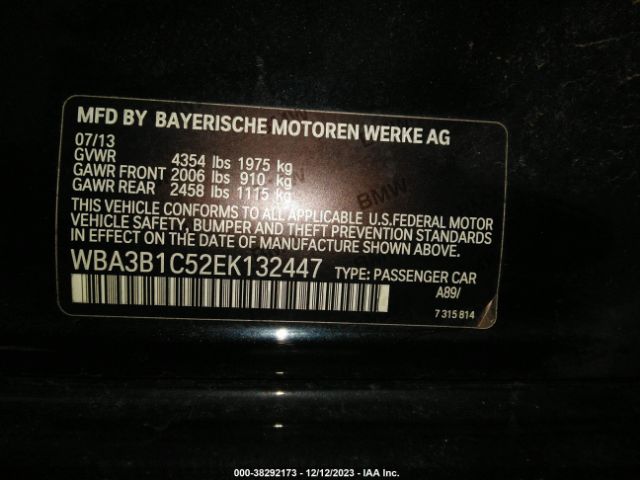 MFD BY BAYERISCHE MOTOREN WERKE AG
07/13
GVWR 4354 lbs 1975 kg
GAWR FRONT 2006 lbs 910 kg
GAWR REAR 2458 lbs 1115 kg
BMW
THIS VEHICLE CONFORMS TO ALL APPLICABLE U.S.FEDERAL MOTOR
VEHICLE SAFETY, BUMPER AND THEFT PREVENTION STANDARDS
IN EFFECT ON THE DATE OF MANUFACTURE SHOWN ABOVE.
WBA3B1C52EK132447 TYPE: PASSENGER CAR
A89/
7 315 814
000-38292173 - 12/12/2023 - IAA, Inc.